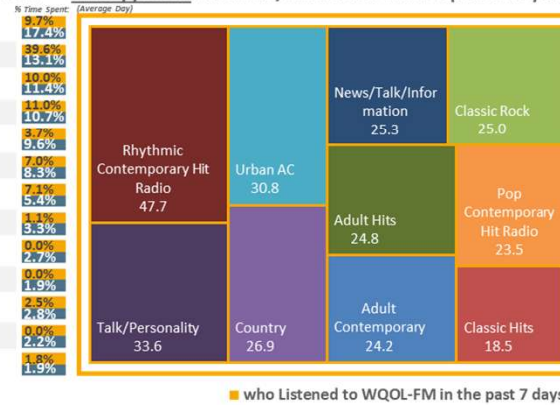 % Time Spent: (Average Day)
9.7%
17.4%
39.6%
13.1%
10.0%
11.4%
11.0%
10.7%
3.7%
9.6%
7.0%
8.3%
7.1%
5.4%
1.1%
3.3%
0.0%
2.7%
0.0%
1.9%
2.5%
2.8%
0.0%
2.2%
1.8%
1.9%
Rhythmic
Contemporary Hit
Radio
47.7
Talk/Personality
33.6
Urban AC
30.8
Country
26.9
News/Talk/Infor
mation
25.3
Classic Rock
25.0
Adult Hits
24.8
Pop
Contemporary
Hit Radio
23.5
Adult
Contemporary
24.2
Classic Hits
18.5
who Listened to WQOL-FM in the past 7 days